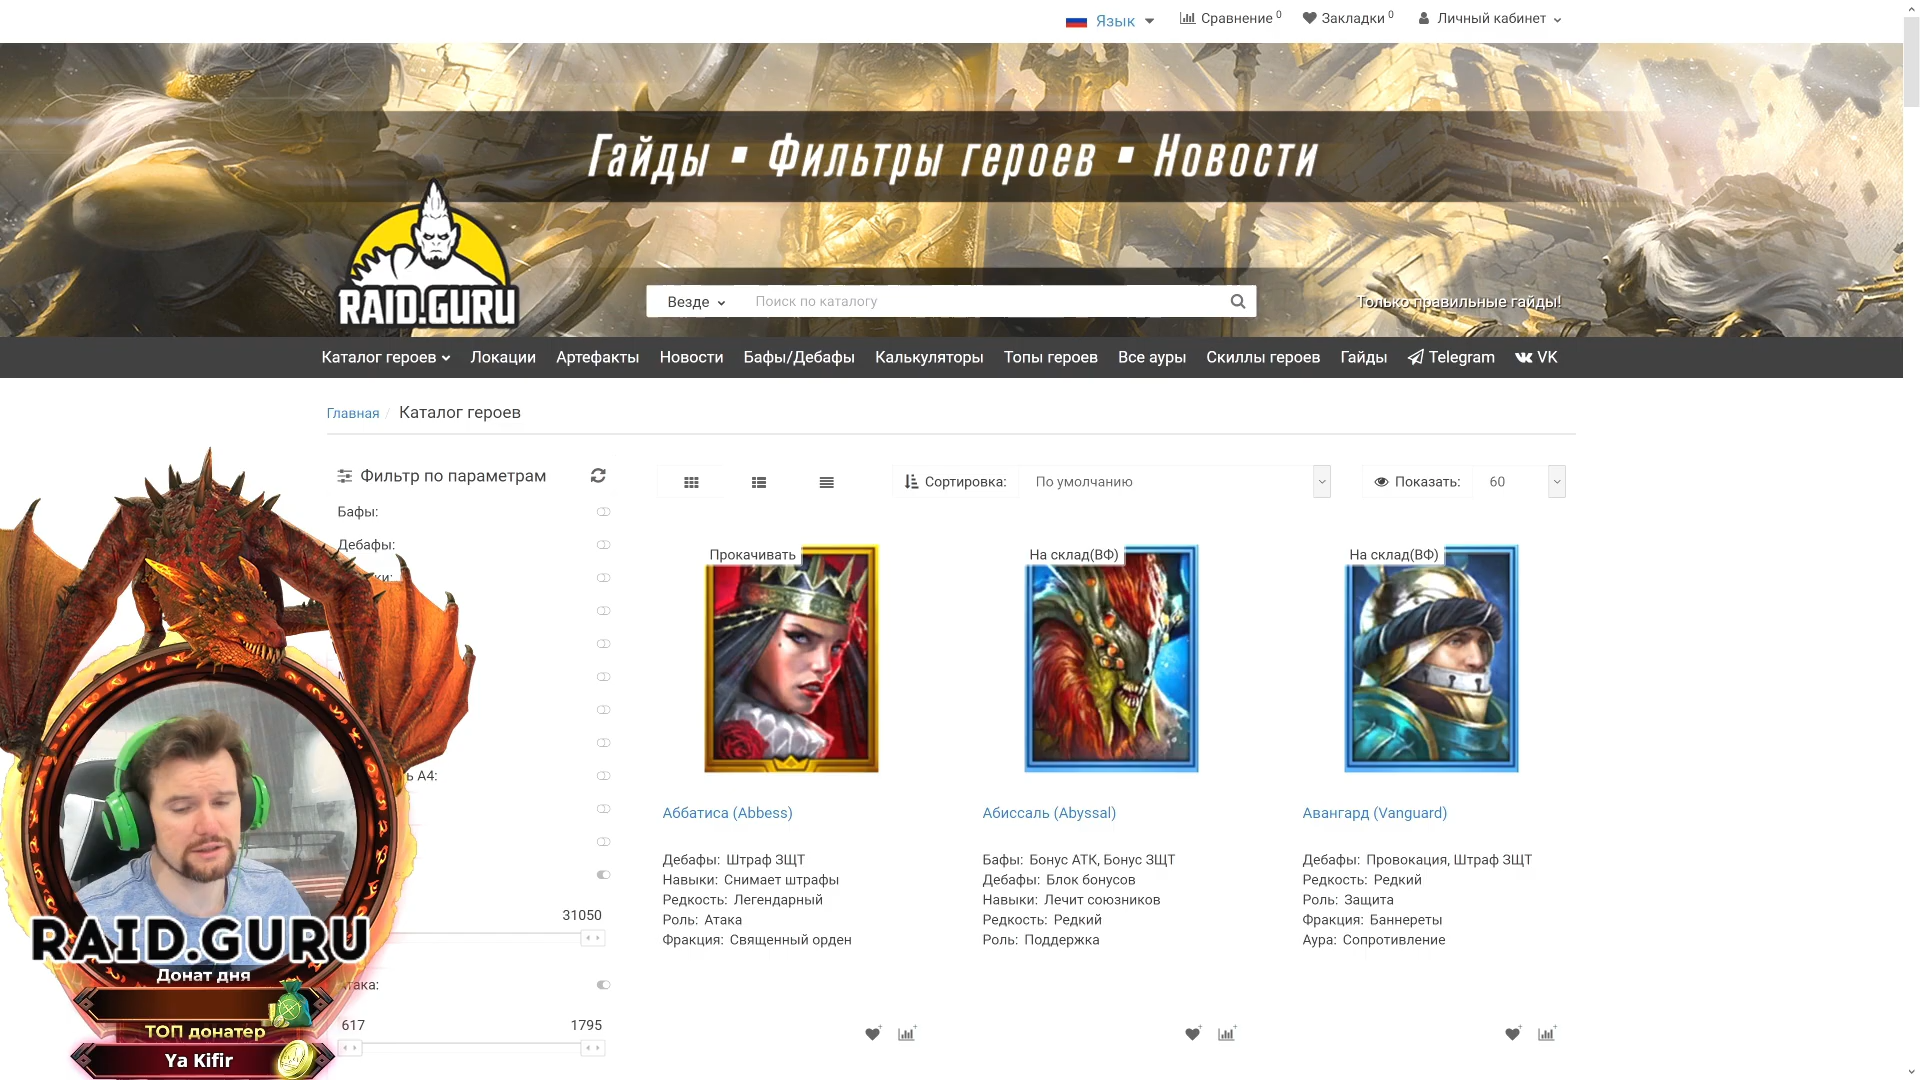 Язык
Сравнение 0
Закладки 0
Личный кабинет
Гайды ▪ Фильтры героев ▪ Новости
RAID.GURU
Везде
Поиск по каталогу
Только правильные гайды!
Каталог героев
Локации
Артефакты
Новости
Бафы/Дебафы
Калькуляторы
Топы героев
Все ауры
Скиллы героев
Гайды
Telegram
VK
Главная / Каталог героев
Фильтр по параметрам
Сортировка:
По умолчанию
Показать:
60
Бафы:
Дебафы:
ки:
ь А4:
31050
така:
617
1795
Прокачивать
Аббатиса (Abbess)
Дебафы: Штраф ЗЩТ
Навыки: Снимает штрафы
Редкость: Легендарный
Роль: Атака
Фракция: Священный орден
На склад(ВФ)
Абиссаль (Abyssal)
Бафы: Бонус АТК, Бонус ЗЩТ
Дебафы: Блок бонусов
Навыки: Лечит союзников
Редкость: Редкий
Роль: Поддержка
На склад(ВФ)
Авангард (Vanguard)
Дебафы: Провокация, Штраф ЗЩТ
Редкость: Редкий
Роль: Защита
Фракция: Баннереты
Аура: Сопротивление
RAID.GURU
Донат дня
ТОП донатер
Ya Kifir